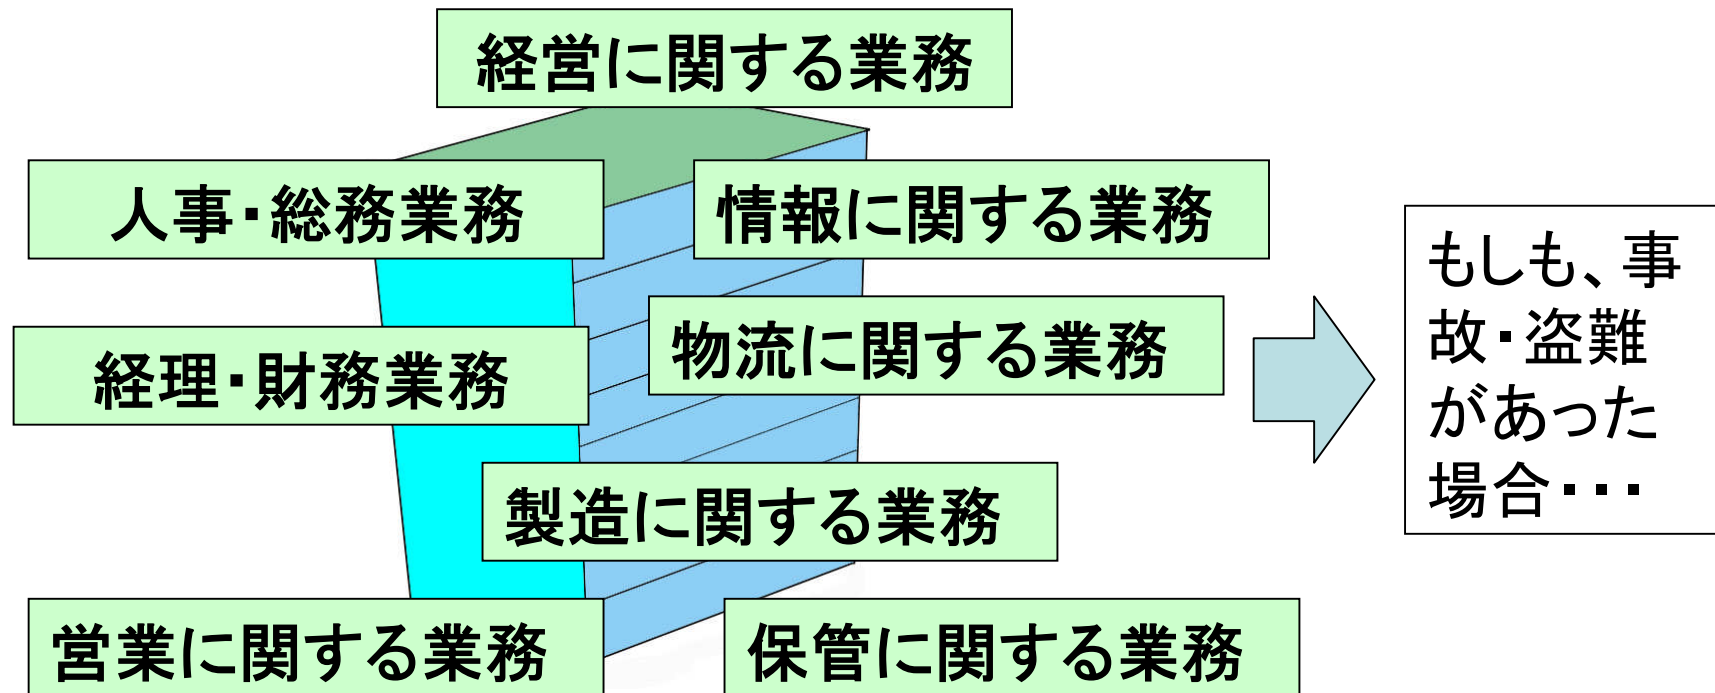 経営に関する業務
人事・総務業務
情報に関する業務
物流に関する業務
経理・財務業務
製造に関する業務
営業に関する業務
保管に関する業務
もしも、事
故・盗難
があった
場合・・・